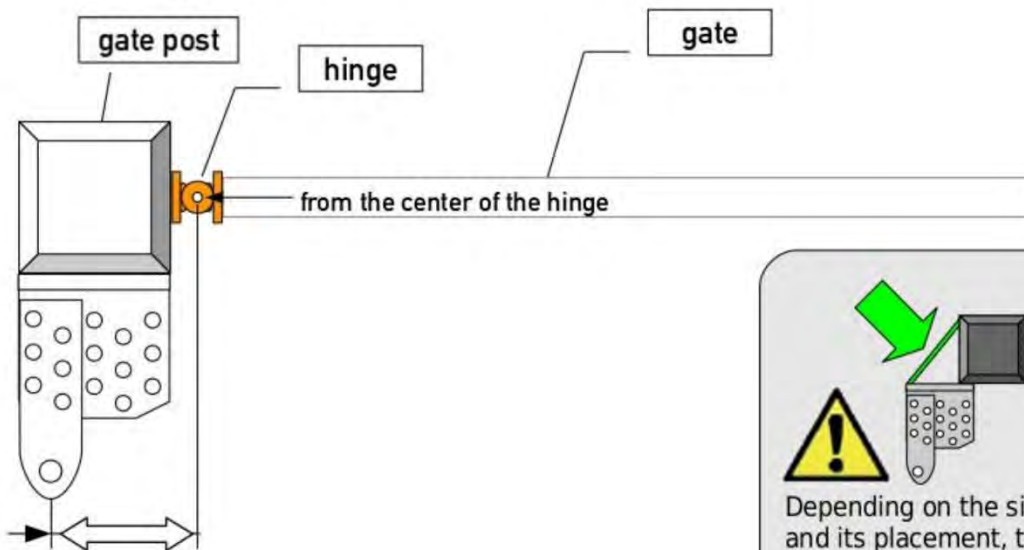 gate post
hinge
gate
from the center of the hinge
Depending on the si
and its placement, t